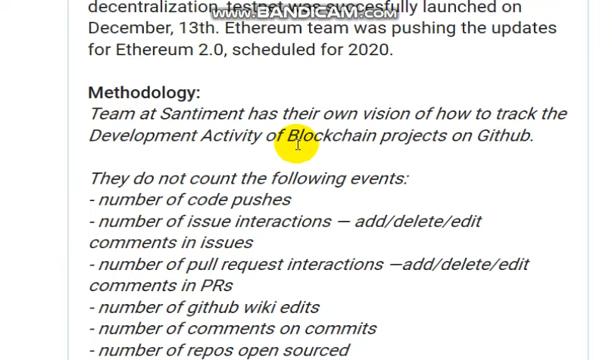 decentralization, testnet was succesfully launched on
www.BANDICAM.com
December, 13th. Ethereum team was pushing the updates
for Ethereum 2.0, scheduled for 2020.
Methodology:
Team at Santiment has their own vision of how to track the
Development Activity of Blockchain projects on Github.
They do not count the following events:
- number of code pushes
- number of issue interactions — add/delete/edit
comments in issues
- number of pull request interactions —add/delete/edit
comments in PRs
- number of github wiki edits
- number of comments on commits
- number of repos open sourced